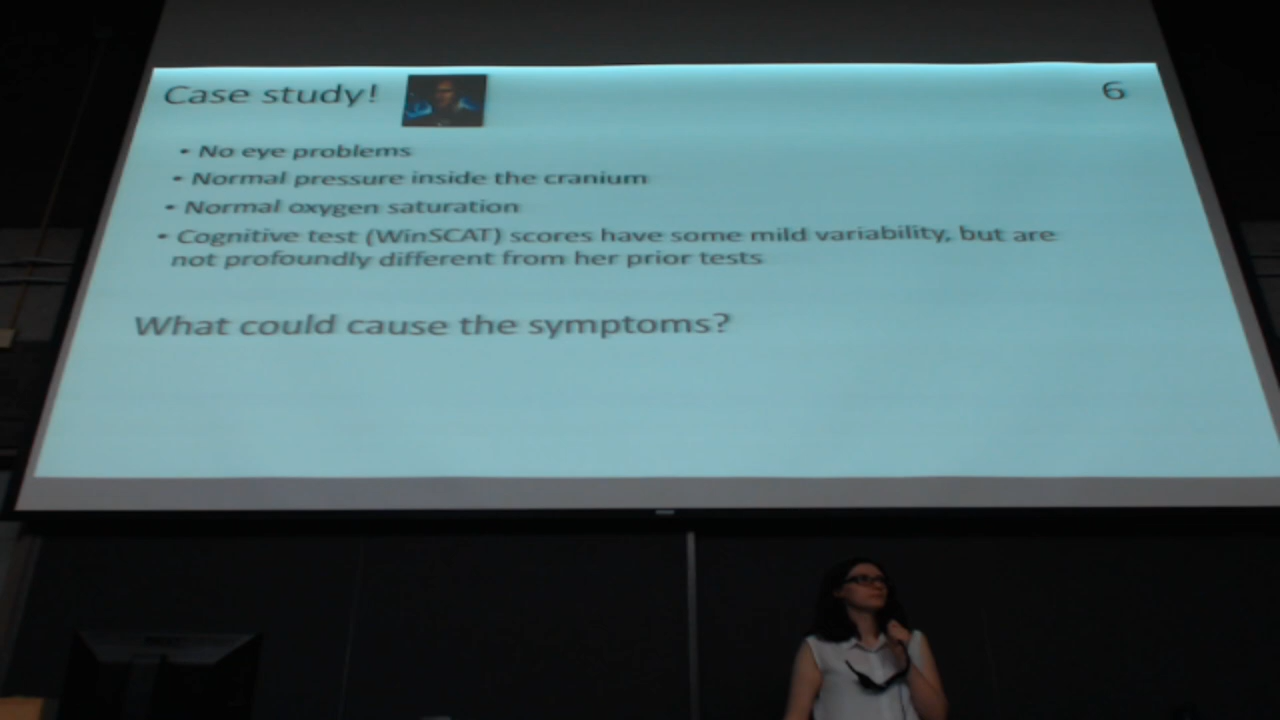 Case study!
6
• No eye problems
• Normal pressure inside the cranium
• Normal oxygen saturation
• Cognitive test (WinSCAT) scores have some mild variability, but are
not profoundly different from her prior tests
What could cause the symptoms?